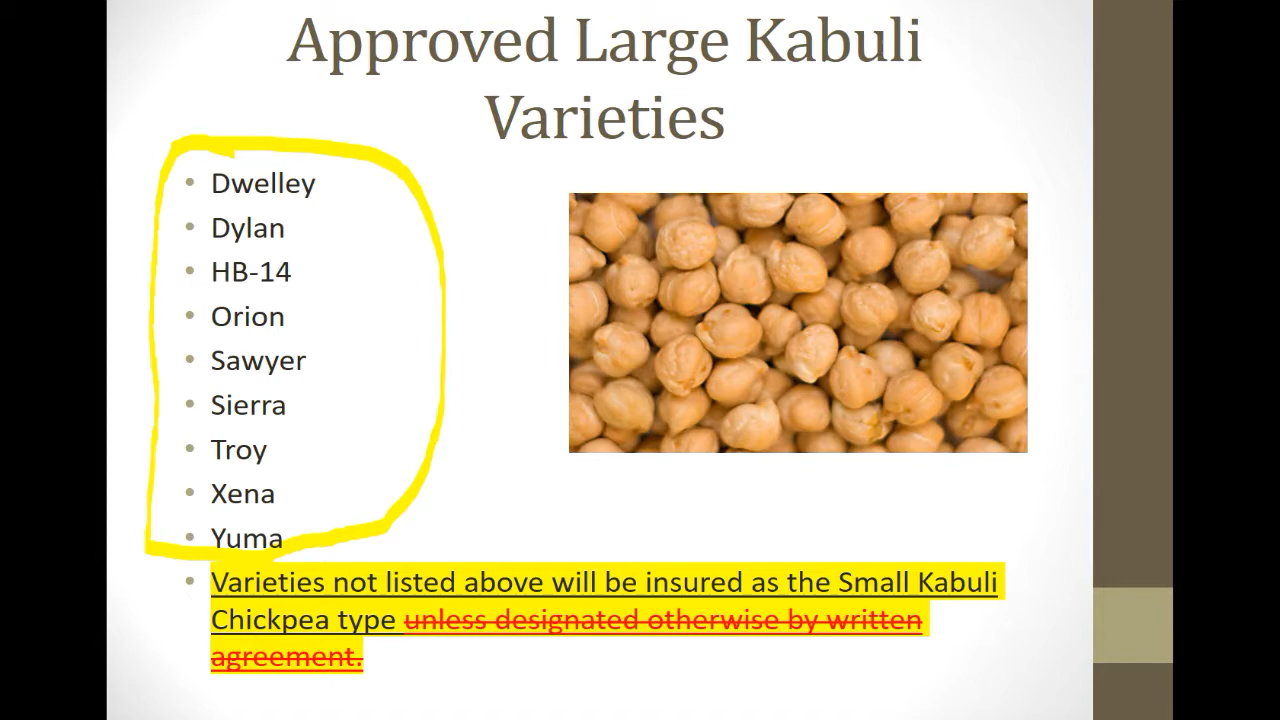 Approved Large Kabuli
Varieties
• Dwelley
• Dylan
• HB-14
• Orion
• Sawyer
• Sierra
• Troy
• Xena
• Yuma
• Varieties not listed above will be insured as the Small Kabuli
Chickpea type unless designated otherwise by written
agreement.